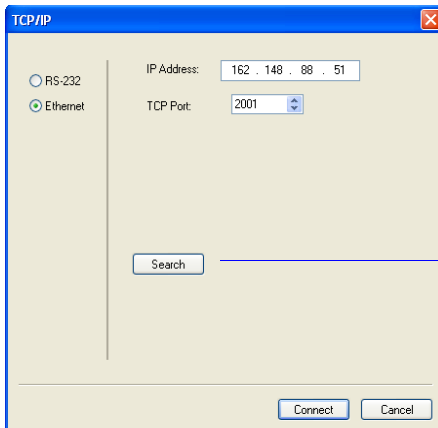 TCP/IP
RS-232
Ethernet
IP Address: 162 . 148 . 88 . 51
TCP Port: 2001
Search
Connect Cancel